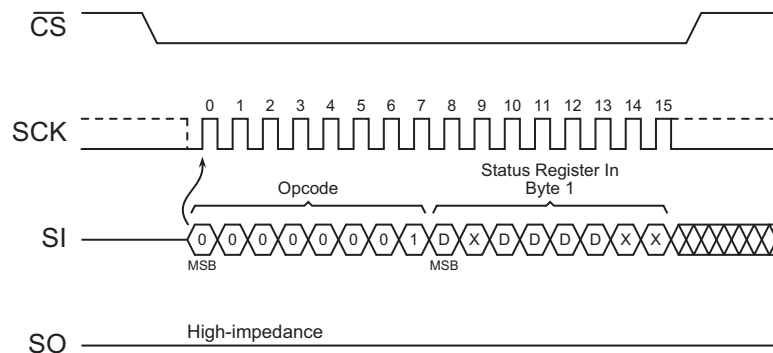 CS
0 1 2 3 4 5 6 7 8 9 10 11 12 13 14 15
SCK
Opcode
Status Register In
Byte 1
SI
0 0 0 0 0 0 0 1 D X D D D D X X
MSB MSB
High-impedance
SO